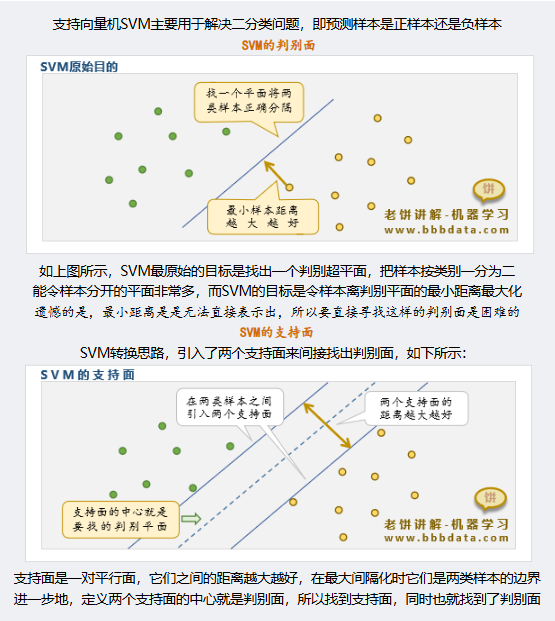 支持向量机SVM主要用于解决二分类问题，即预测样本是正样本还是负样本
SVM的判别面
SVM原始目的
找一个平面将两
类样本正确分隔
最小样本距离
越大越好
饼
老饼讲解-机器学习
www.bbbdata.com
如上图所示，SVM最原始的目标是找出一个判别超平面，把样本按类别一分为二
能令样本分开的平面非常多，而SVM的目标是令样本离判别平面的最小距离最大化
遗憾的是，最小距离是是无法直接表示出，所以要直接寻找这样的判别面是困难的
SVM的支持面
SVM转换思路，引入了两个支持面来间接找出判别面，如下所示：
SVM的支持面
在两类样本之间
引入两个支持面
两个支持面的
距离越大越好
支持面的中心就是
要找的判别平面
饼
老饼讲解-机器学习
www.bbbdata.com
支持面是一对平行面，它们之间的距离越大越好，在最大间隔化时它们是两类样本的边界
进一步地，定义两个支持面的中心就是判别面，所以找到支持面，同时也就找到了判别面